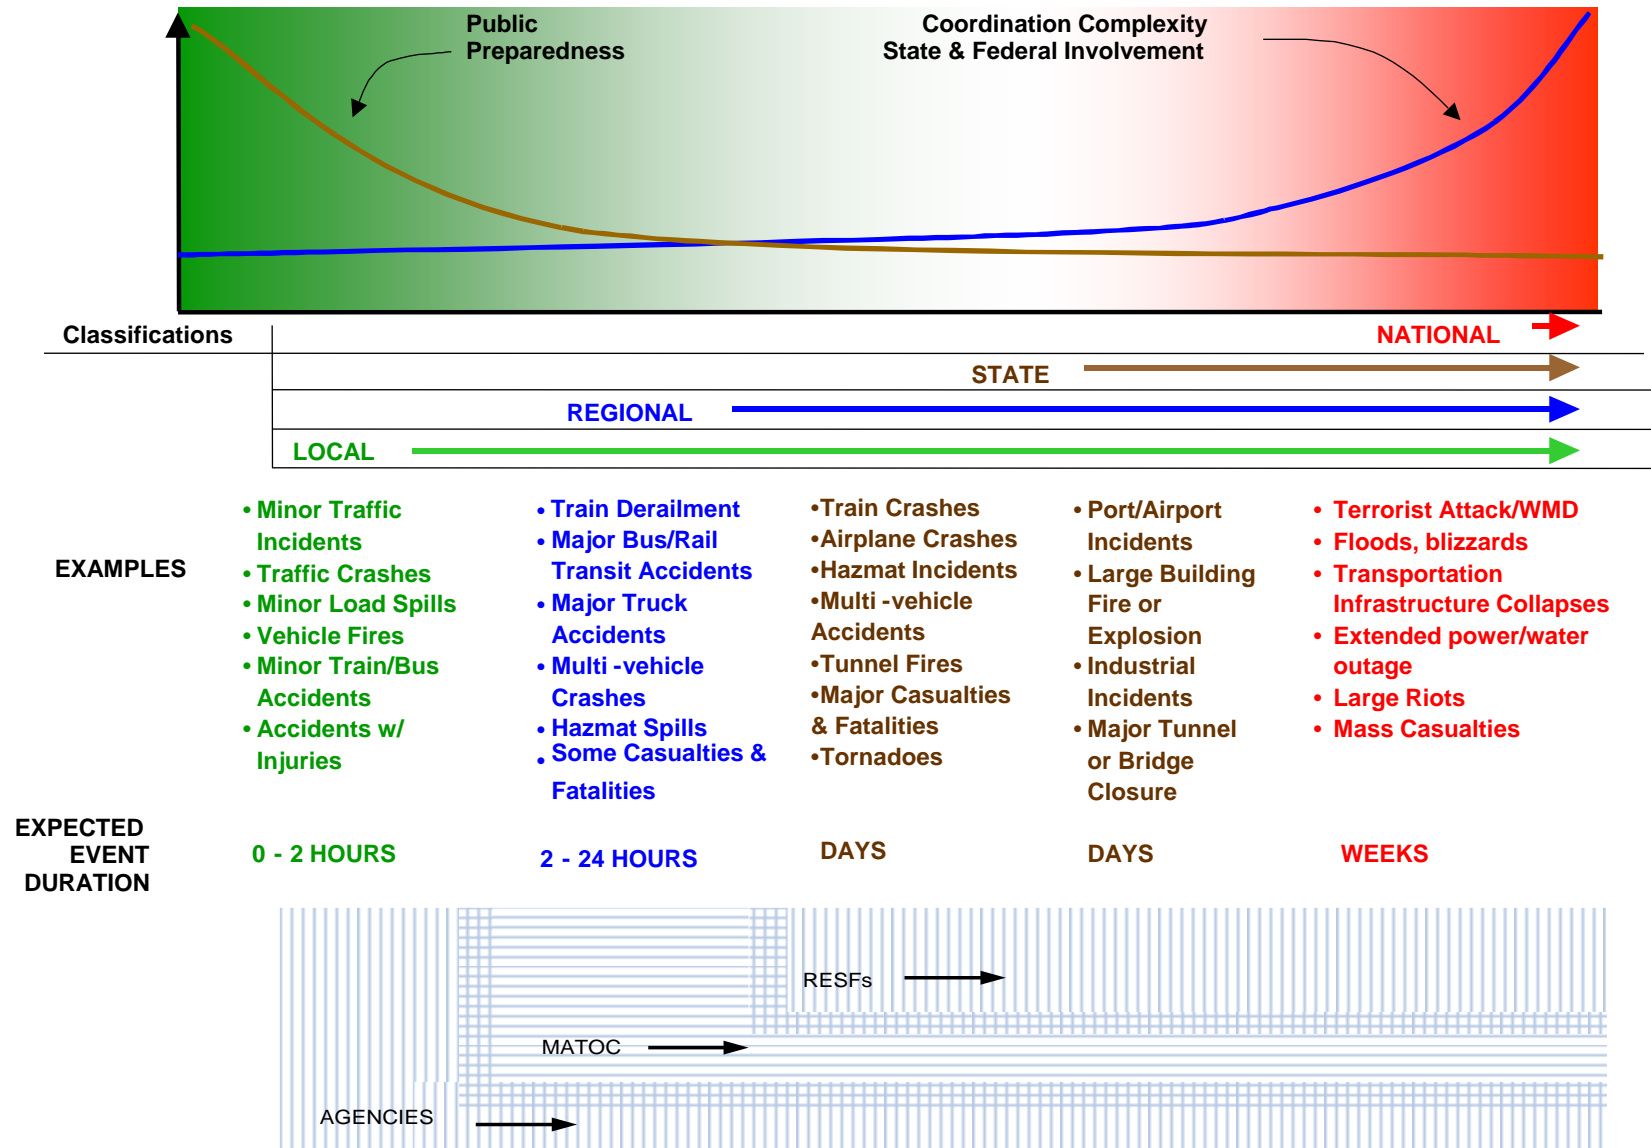 Public
Preparedness
Coordination Complexity
State & Federal Involvement
Classifications
NATIONAL
STATE
REGIONAL
LOCAL
EXAMPLES
• Minor Traffic
Incidents
• Traffic Crashes
• Minor Load Spills
• Vehicle Fires
• Minor Train/Bus
Accidents
• Accidents w/
Injuries
• Train Derailment
• Major Bus/Rail
Transit Accidents
• Major Truck
Accidents
• Multi -vehicle
Crashes
• Hazmat Spills
• Some Casualties &
Fatalities
•Train Crashes
•Airplane Crashes
•Hazmat Incidents
•Multi -vehicle
Accidents
•Tunnel Fires
•Major Casualties
& Fatalities
•Tornadoes
• Port/Airport
Incidents
• Large Building
Fire or
Explosion
• Industrial
Incidents
• Major Tunnel
or Bridge
Closure
• Terrorist Attack/WMD
• Floods, blizzards
• Transportation
Infrastructure Collapses
• Extended power/water
outage
• Large Riots
• Mass Casualties
EXPECTED
EVENT
DURATION
0 - 2 HOURS
2 - 24 HOURS
DAYS
DAYS
WEEKS
RESFs
MATOC
AGENCIES